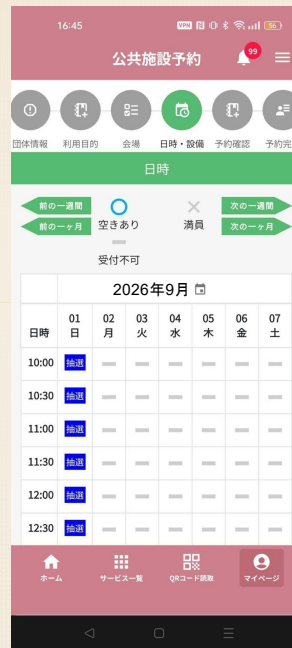 16:45
VPN
56
公共施設予約
99
団体情報 利用目的 会場 日時・設備 予約確認 予約完
日時
前の一週間 空きあり 満員 次の一週間
前の一ヶ月 次の一ヶ月
受付不可
2026年9月
日時 01 日 02 月 03 火 04 水 05 木 06 金 07 土
10:00 抽選
10:30 抽選
11:00 抽選
11:30 抽選
12:00 抽選
12:30 抽選
ホーム サービス一覧 QRコード読取 マイページ